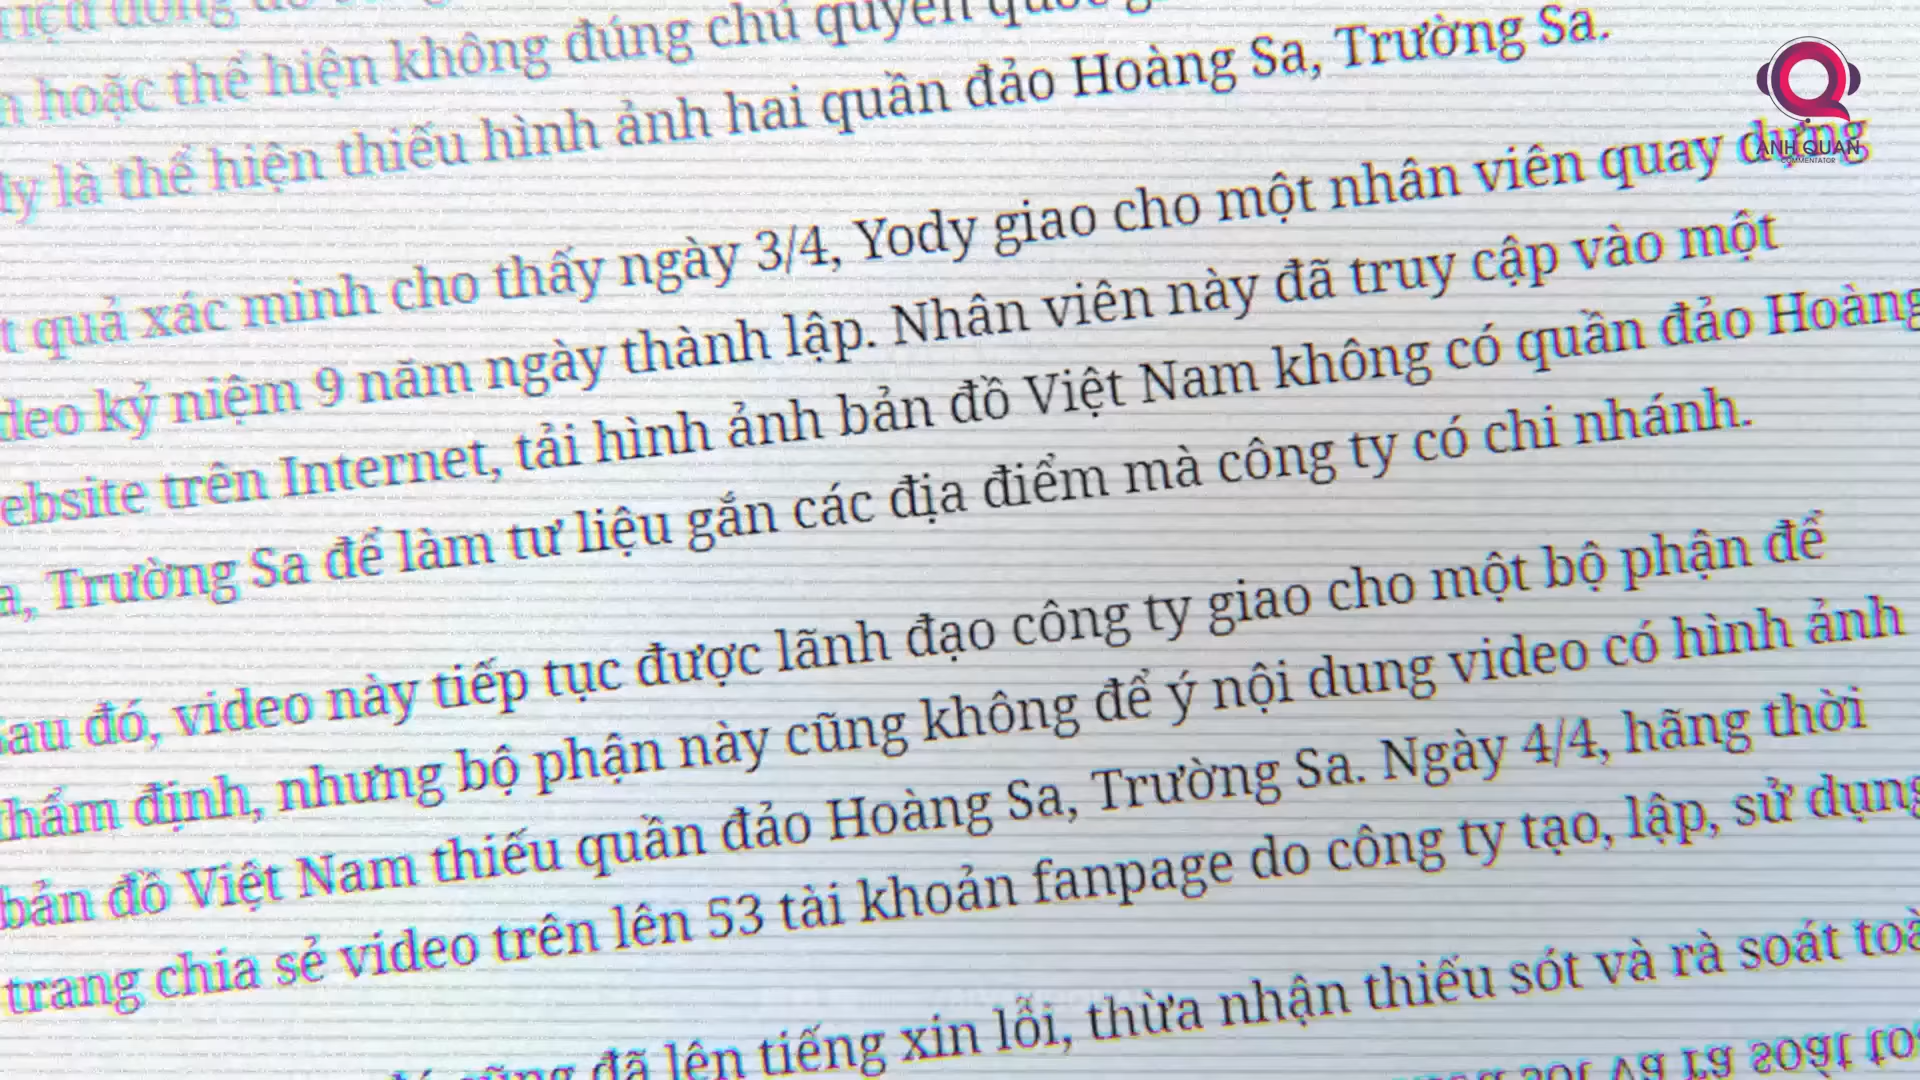 hoặc thể hiện không đúng chủ quyền
là thể hiện thiếu hình ảnh hai quần đảo Hoàng Sa, Trường Sa.
quả xác minh cho thấy ngày 3/4, Yody giao cho một nhân viên quay dựng
kỷ niệm 9 năm ngày thành lập. Nhân viên này đã truy cập vào một
trên Internet, tải hình ảnh bản đồ Việt Nam không có quần đảo Hoàng
Trường Sa để làm tư liệu gắn các địa điểm mà công ty có chi nhánh.
đó, video này tiếp tục được lãnh đạo công ty giao cho một bộ phận để
định, nhưng bộ phận này cũng không để ý nội dung video có hình ảnh
bản đồ Việt Nam thiếu quần đảo Hoàng Sa, Trường Sa. Ngày 4/4, hãng thời
trang chia sẻ video trên lên 53 tài khoản fanpage do công ty tạo, lập, sử dụng
đã lên tiếng xin lỗi, thừa nhận thiếu sót và rà soát
ANH QUAN
COMMENTATOR